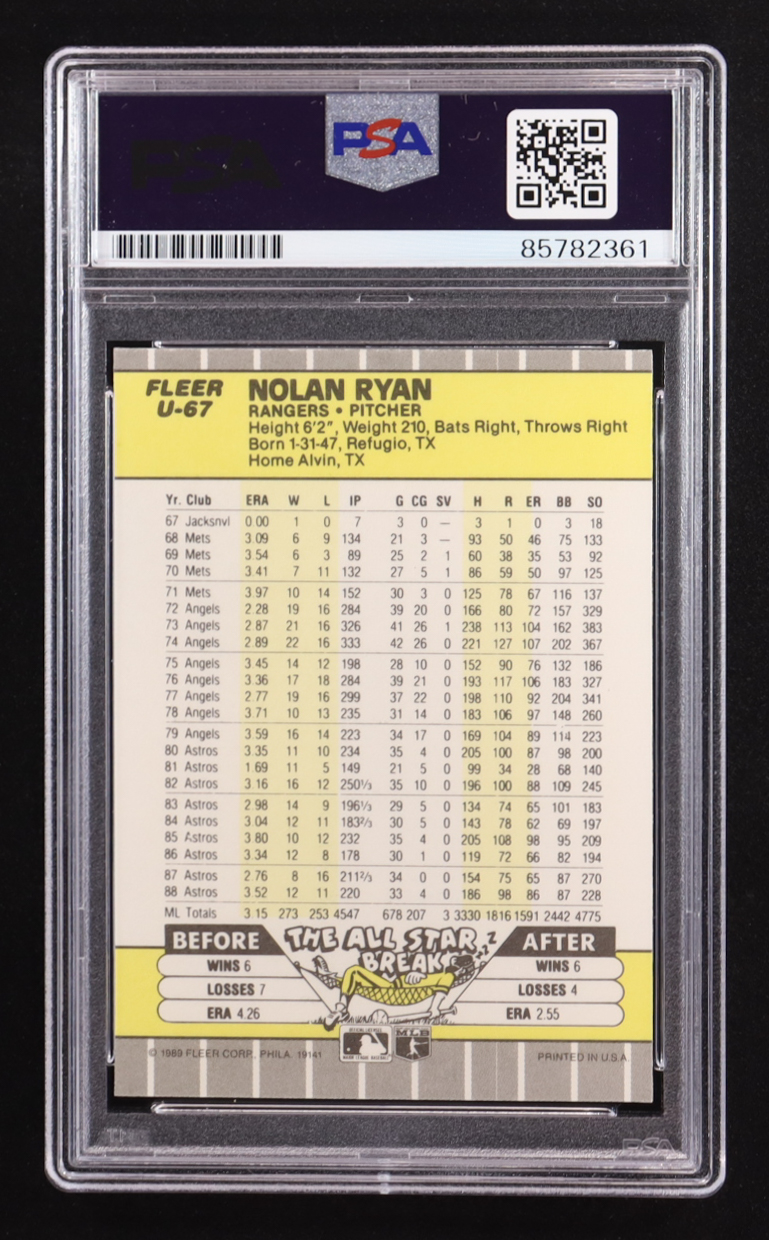 PSA
PSA
85782361
FLEER
U-67
NOLAN RYAN
RANGERS • PITCHER
Height 6'2", Weight 210, Bats Right, Throws Right
Born 1-31-47, Refugio, TX
Home Alvin, TX
Yr. Club ERA W L IP G CG SV H R ER BB SO
67 Jacksnvl 0.00 1 0 7 3 0 — 3 1 0 3 18
68 Mets 3.09 6 9 134 21 3 — 93 50 46 75 133
69 Mets 3.54 6 3 89 25 2 1 60 38 35 53 92
70 Mets 3.41 7 11 132 27 5 1 86 59 50 97 125
71 Mets 3.97 10 14 152 30 3 0 125 78 67 116 137
72 Angels 2.28 19 16 284 39 20 0 166 80 72 157 329
73 Angels 2.87 21 16 326 41 26 1 238 113 104 162 383
74 Angels 2.89 22 16 333 42 26 0 221 127 107 202 367
75 Angels 3.45 14 12 198 28 10 0 152 90 76 132 186
76 Angels 3.36 17 18 284 39 21 0 193 117 106 183 327
77 Angels 2.77 19 16 299 37 22 0 198 110 92 204 341
78 Angels 3.71 10 13 235 31 14 0 183 106 97 148 260
79 Angels 3.59 16 14 223 34 17 0 169 104 89 114 223
80 Astros 3.35 11 10 234 35 4 0 205 100 87 98 200
81 Astros 1.69 11 5 149 21 5 0 99 34 28 68 140
82 Astros 3.16 16 12 250⅓ 35 10 0 196 100 88 109 245
83 Astros 2.98 14 9 196⅓ 29 5 0 134 74 65 101 183
84 Astros 3.04 12 11 183⅔ 30 5 0 143 78 62 69 197
85 Astros 3.80 10 12 232 35 4 0 205 108 98 95 209
86 Astros 3.34 12 8 178 30 1 0 119 72 66 82 194
87 Astros 2.76 8 16 211⅔ 34 0 0 154 75 65 87 270
88 Astros 3.52 12 11 220 33 4 0 186 98 86 87 228
ML Totals 3.15 273 253 4547 678 207 3 3330 1816 1591 2442 4775
BEFORE THE ALL STAR BREAK ZZZ AFTER
WINS 6 WINS 6
LOSSES 7 LOSSES 4
ERA 4.26 ERA 2.55
© 1989 FLEER CORP., PHILA. 19141 MLB PRINTED IN U.S.A.
PSA